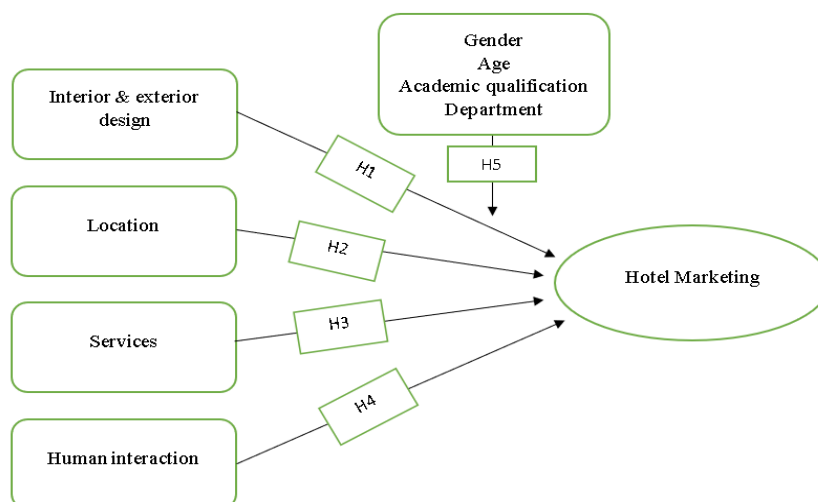 Gender
Age
Academic qualification
Department
H5
Interior & exterior
design
H1
Location
H2
Hotel Marketing
Services
H3
Human interaction
H4